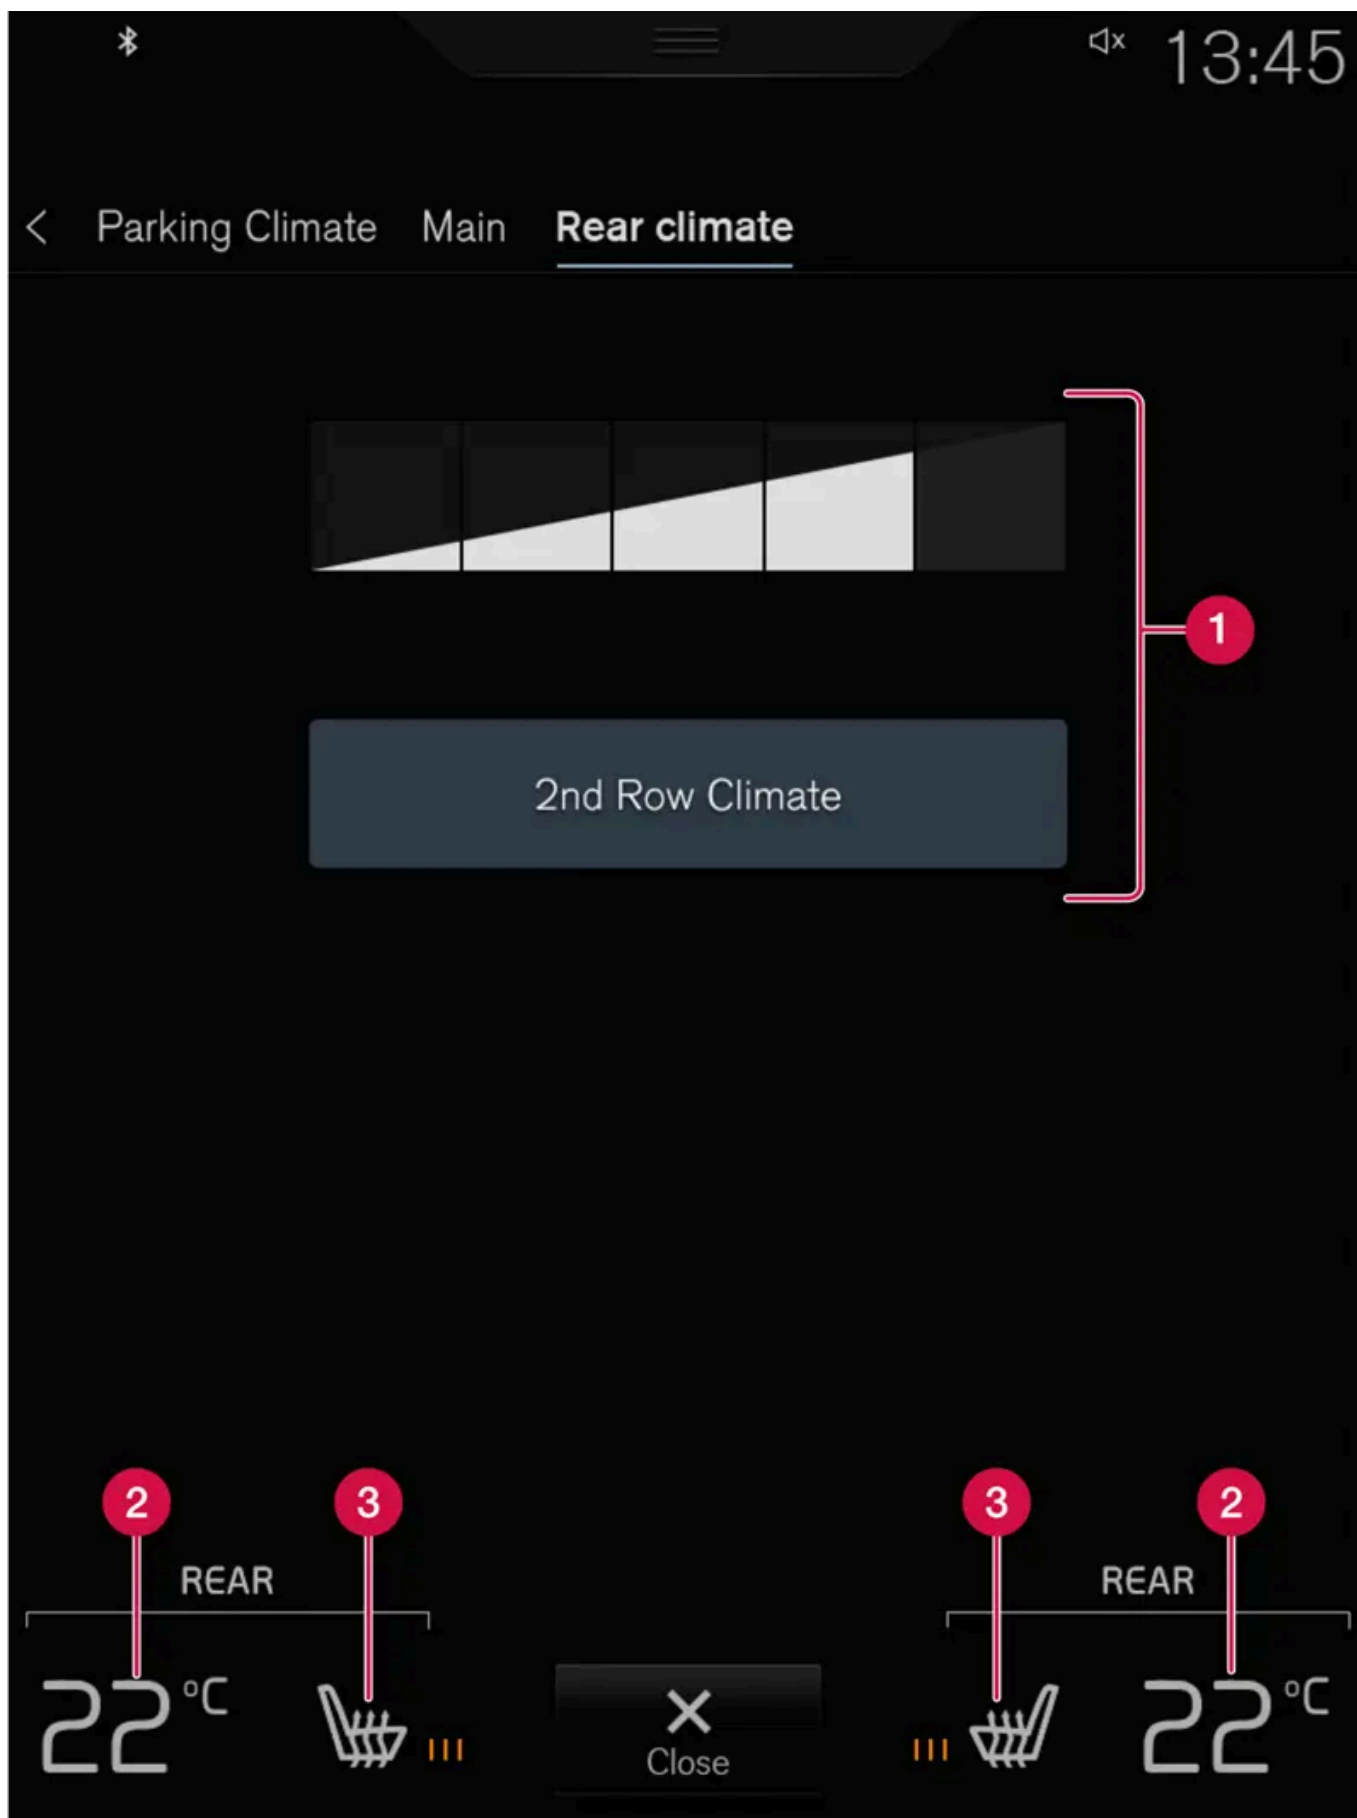 13:45
Parking Climate Main Rear climate
1
2nd Row Climate
2 3 3 2
REAR REAR
22 °C 22 °C
Close